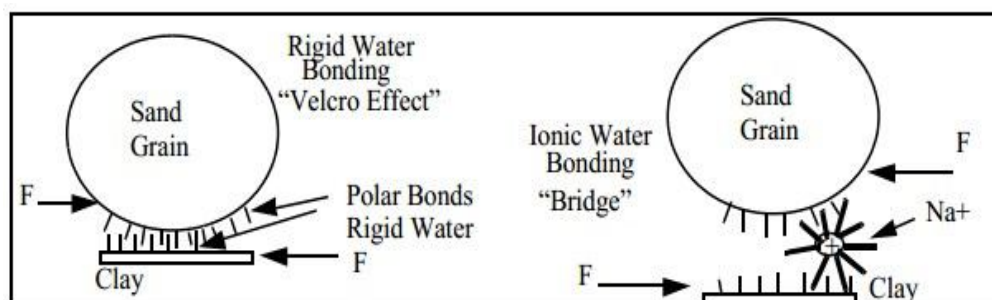 Rigid Water
Bonding
“Velcro Effect”
Sand
Grain
F
Polar Bonds
Rigid Water
F
Clay
Sand
Grain
Ionic Water
Bonding
“Bridge”
F
Na+
+
F
Clay